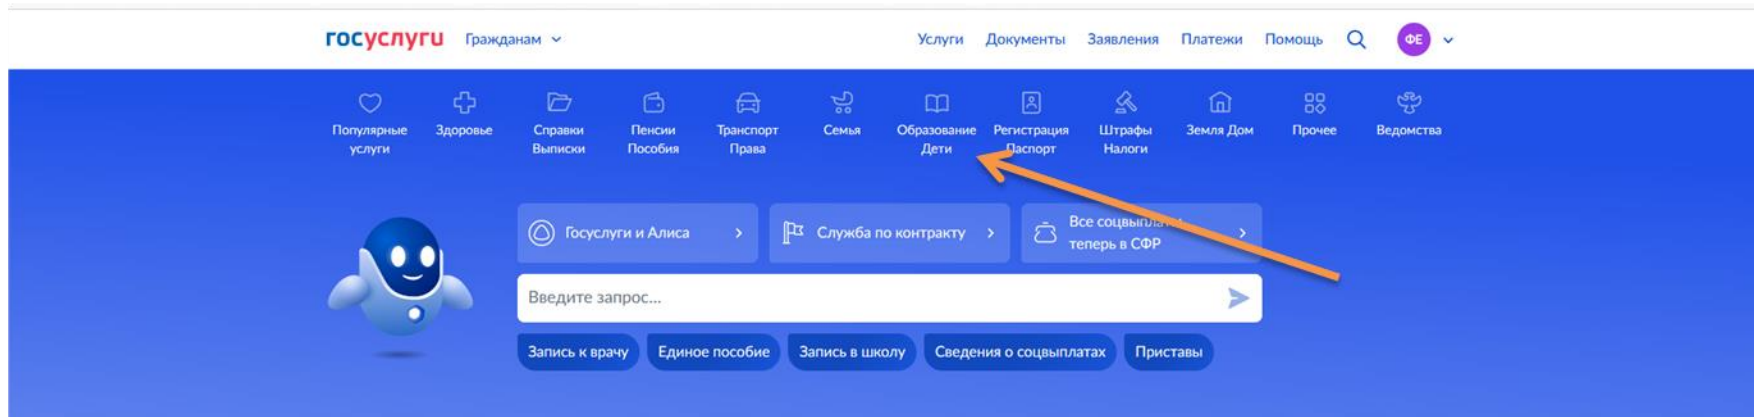 госуслуги Гражданам Услуги Документы Заявления Платежи Помощь ФЕ
Популярные услуги
Здоровье
Справки Выписки
Пенсии Пособия
Транспорт Права
Семья
Образование Дети
Регистрация Паспорт
Штрафы Налоги
Земля Дом
Прочее
Ведомства
Госуслуги и Алиса
Служба по контракту
Все соцвыплаты
теперь в СФР
Введите запрос...
Запись к врачу
Единое пособие
Запись в школу
Сведения о соцвыплатах
Приставы